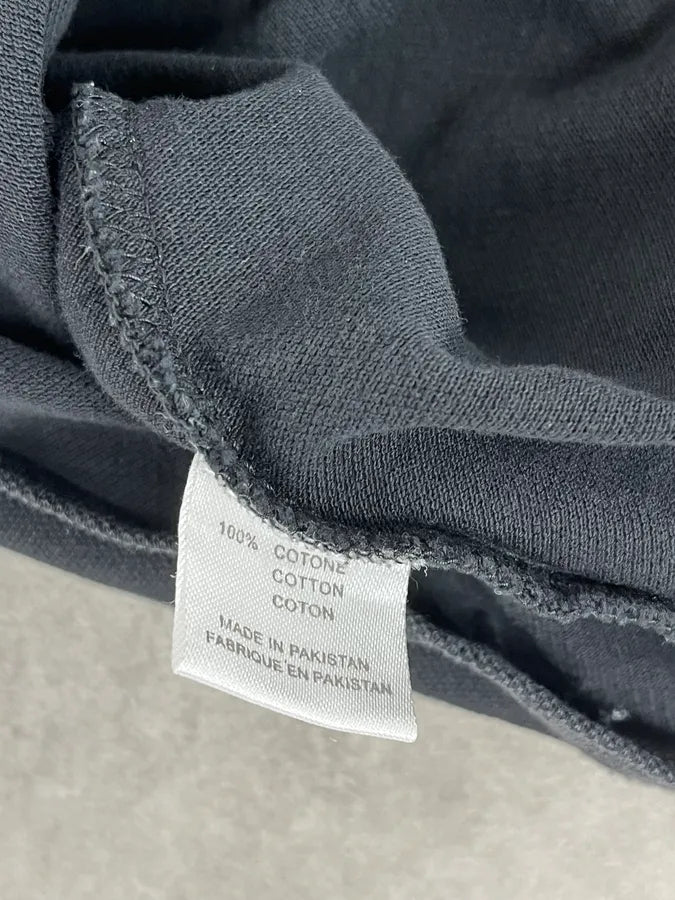 100% COTONE
COTTON
COTON
MADE IN PAKISTAN
FABRIQUE EN PAKISTAN